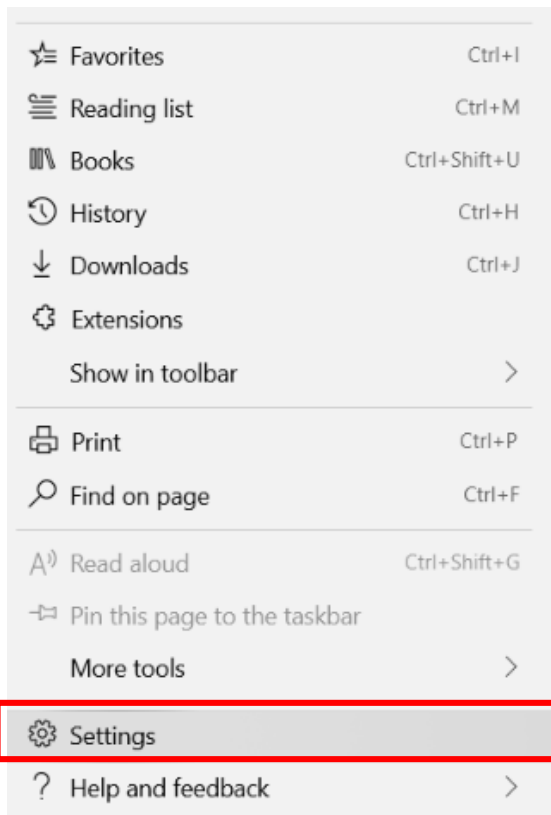 Favorites Ctrl+I
Reading list Ctrl+M
Books Ctrl+Shift+U
History Ctrl+H
Downloads Ctrl+J
Extensions
Show in toolbar
Print Ctrl+P
Find on page Ctrl+F
Read aloud Ctrl+Shift+G
Pin this page to the taskbar
More tools
Settings
Help and feedback